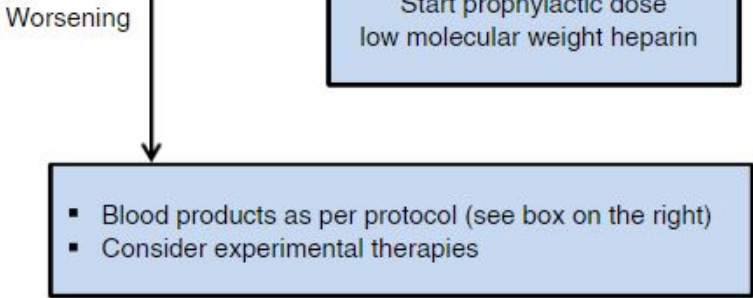 Start prophylactic dose
Worsening
low molecular weight heparin
▪ Blood products as per protocol (see box on the right)
▪ Consider experimental therapies